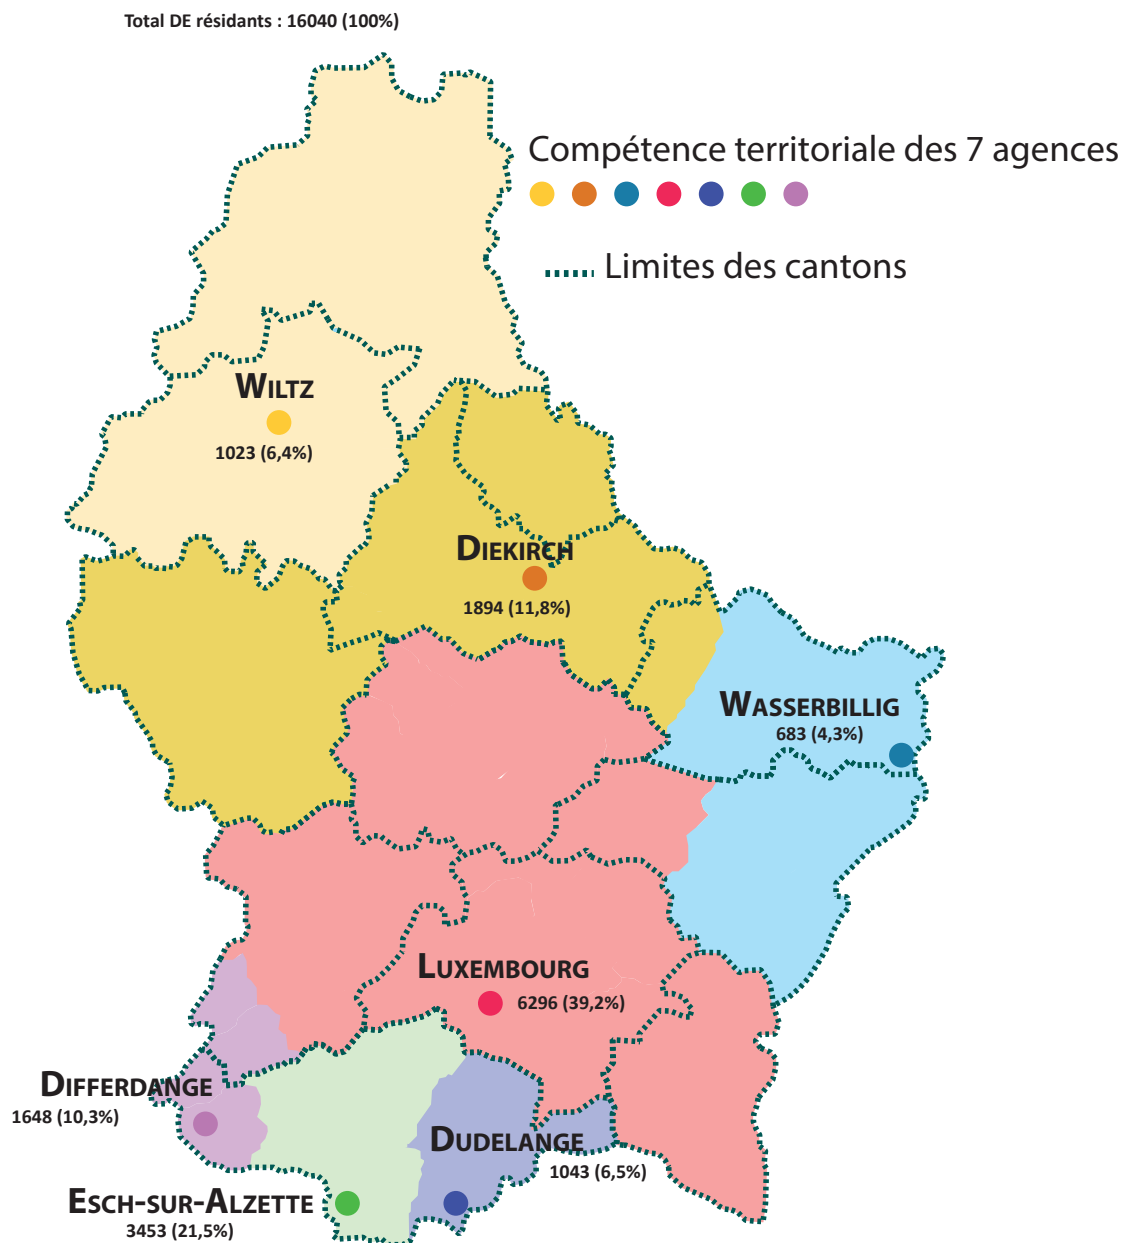 Total DE résidants : 16040 (100%)
Compétence territoriale des 7 agences
Limites des cantons
WILTZ
1023 (6,4%)
DIEKIRCH
1894 (11,8%)
WASSERBILLIG
683 (4,3%)
LUXEMBOURG
6296 (39,2%)
DIFFERDANGE
1648 (10,3%)
DUDELANGE
1043 (6,5%)
ESCH-SUR-ALZETTE
3453 (21,5%)